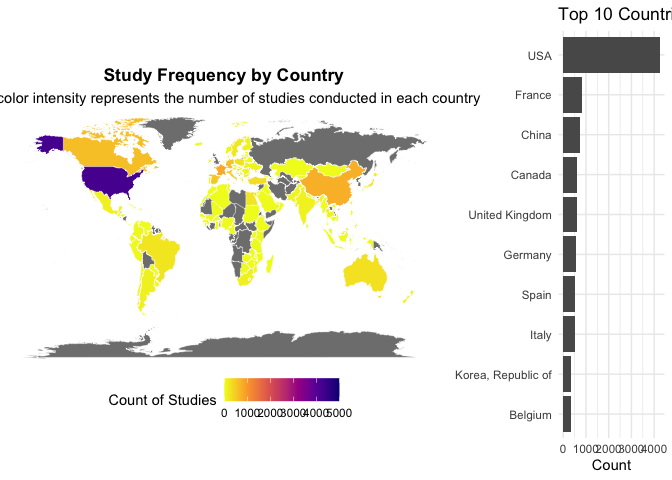 Study Frequency by Country
color intensity represents the number of studies conducted in each country
Count of Studies
0 1000 2000 3000 4000 5000
Top 10 Countri
USA
France
China
Canada
United Kingdom
Germany
Spain
Italy
Korea, Republic of
Belgium
0 1000 2000 3000 4000
Count